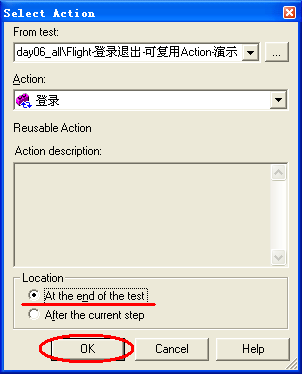 Select Action
From test:
day06_all\Flight-登录退出-可复用Action-演示
...
Action:
登录
Reusable Action
Action description:
Location
At the end of the test
After the current step
OK Cancel Help